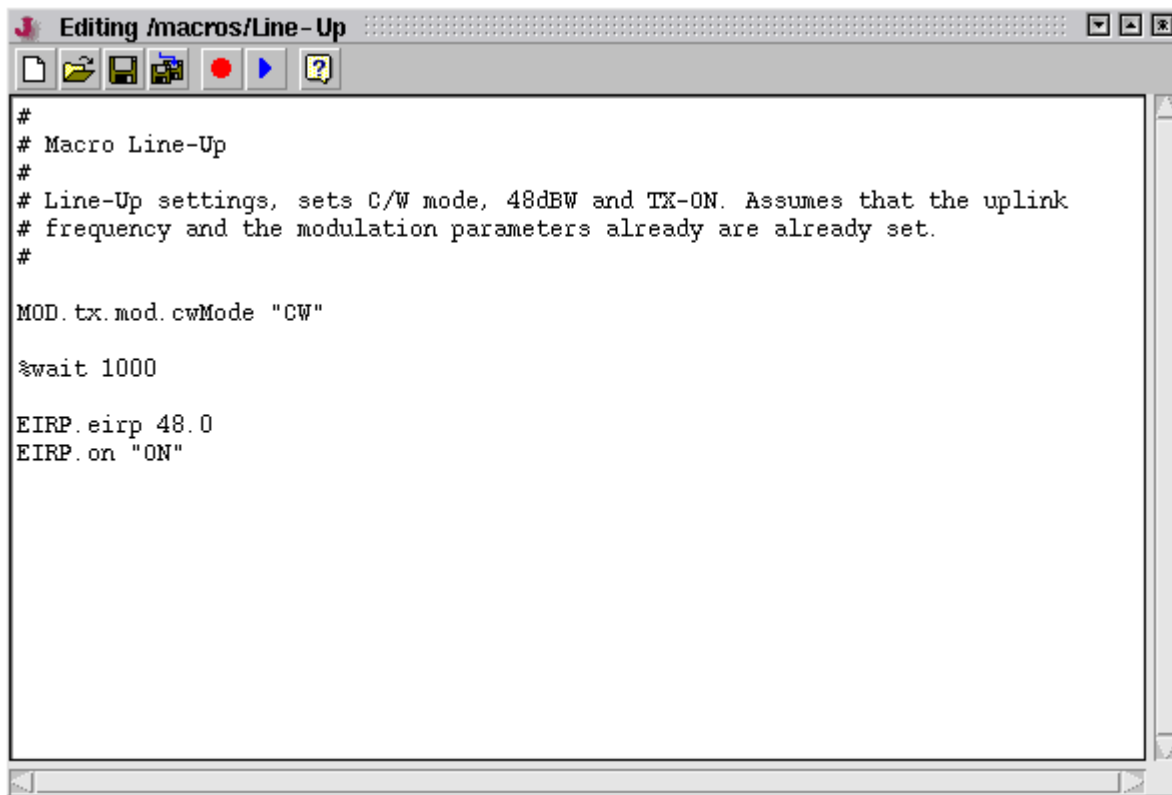 Editing /macros/Line-Up
#
# Macro Line-Up
#
# Line-Up settings, sets C/W mode, 48dBW and TX-ON. Assumes that the uplink
# frequency and the modulation parameters already are already set.
#
MOD.tx.mod.cwMode "CW"
%wait 1000
EIRP.eirp 48.0
EIRP.on "ON"